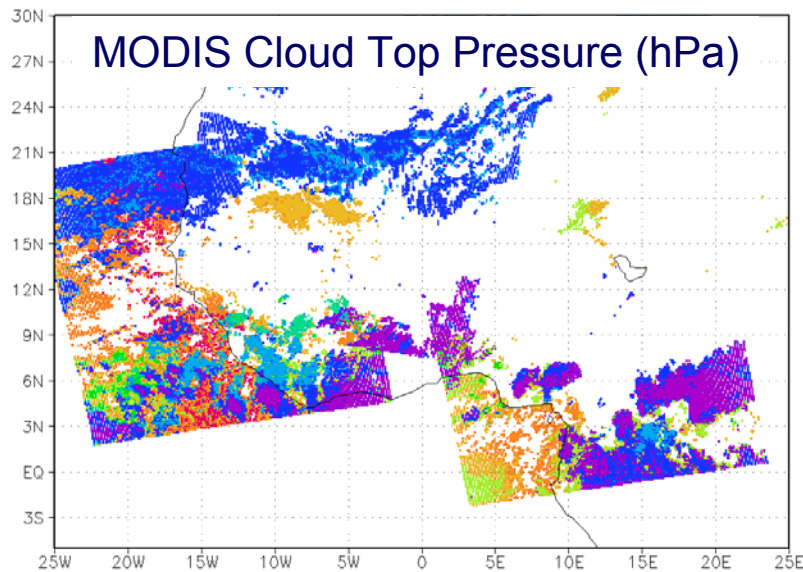 30N
MODIS Cloud Top Pressure (hPa)
24N
21N
18N
15N
12N
9N
6N
3N
EQ
3S
25W 20W 15W 10W 5W 0 5E 10E 15E 20E 25E